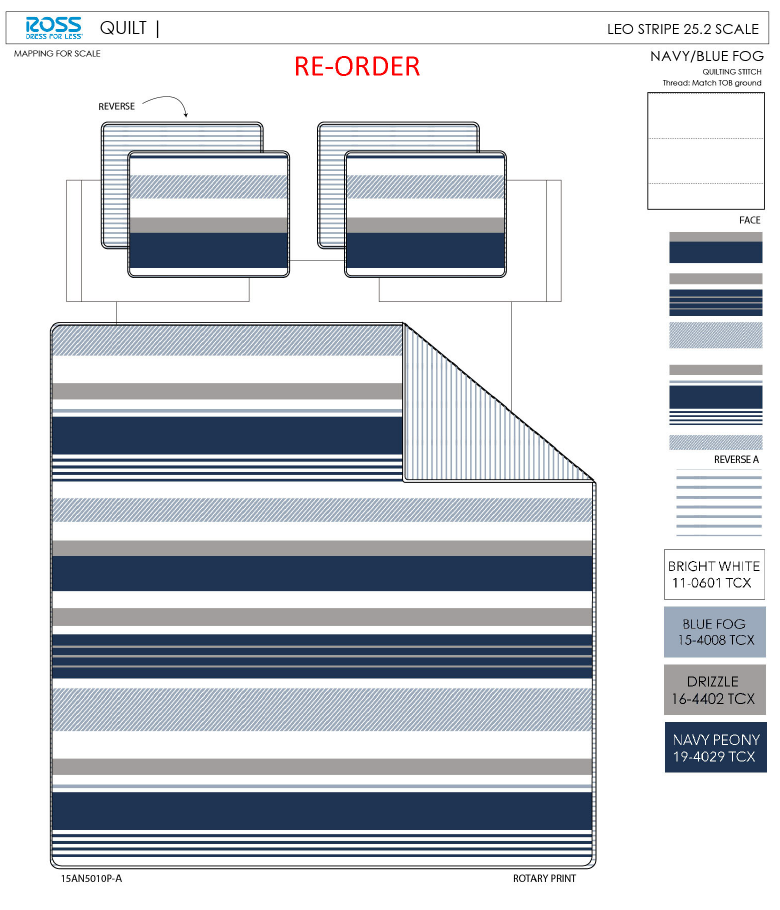 ROSS
DRESS FOR LESS
QUILT |
LEO STRIPE 25.2 SCALE
MAPPING FOR SCALE
RE-ORDER
NAVY/BLUE FOG
QUILTING STITCH
Thread: Match TOB ground
REVERSE
FACE
REVERSE A
BRIGHT WHITE
11-0601 TCX
BLUE FOG
15-4008 TCX
DRIZZLE
16-4402 TCX
NAVY PEONY
19-4029 TCX
15AN5010P-A
ROTARY PRINT